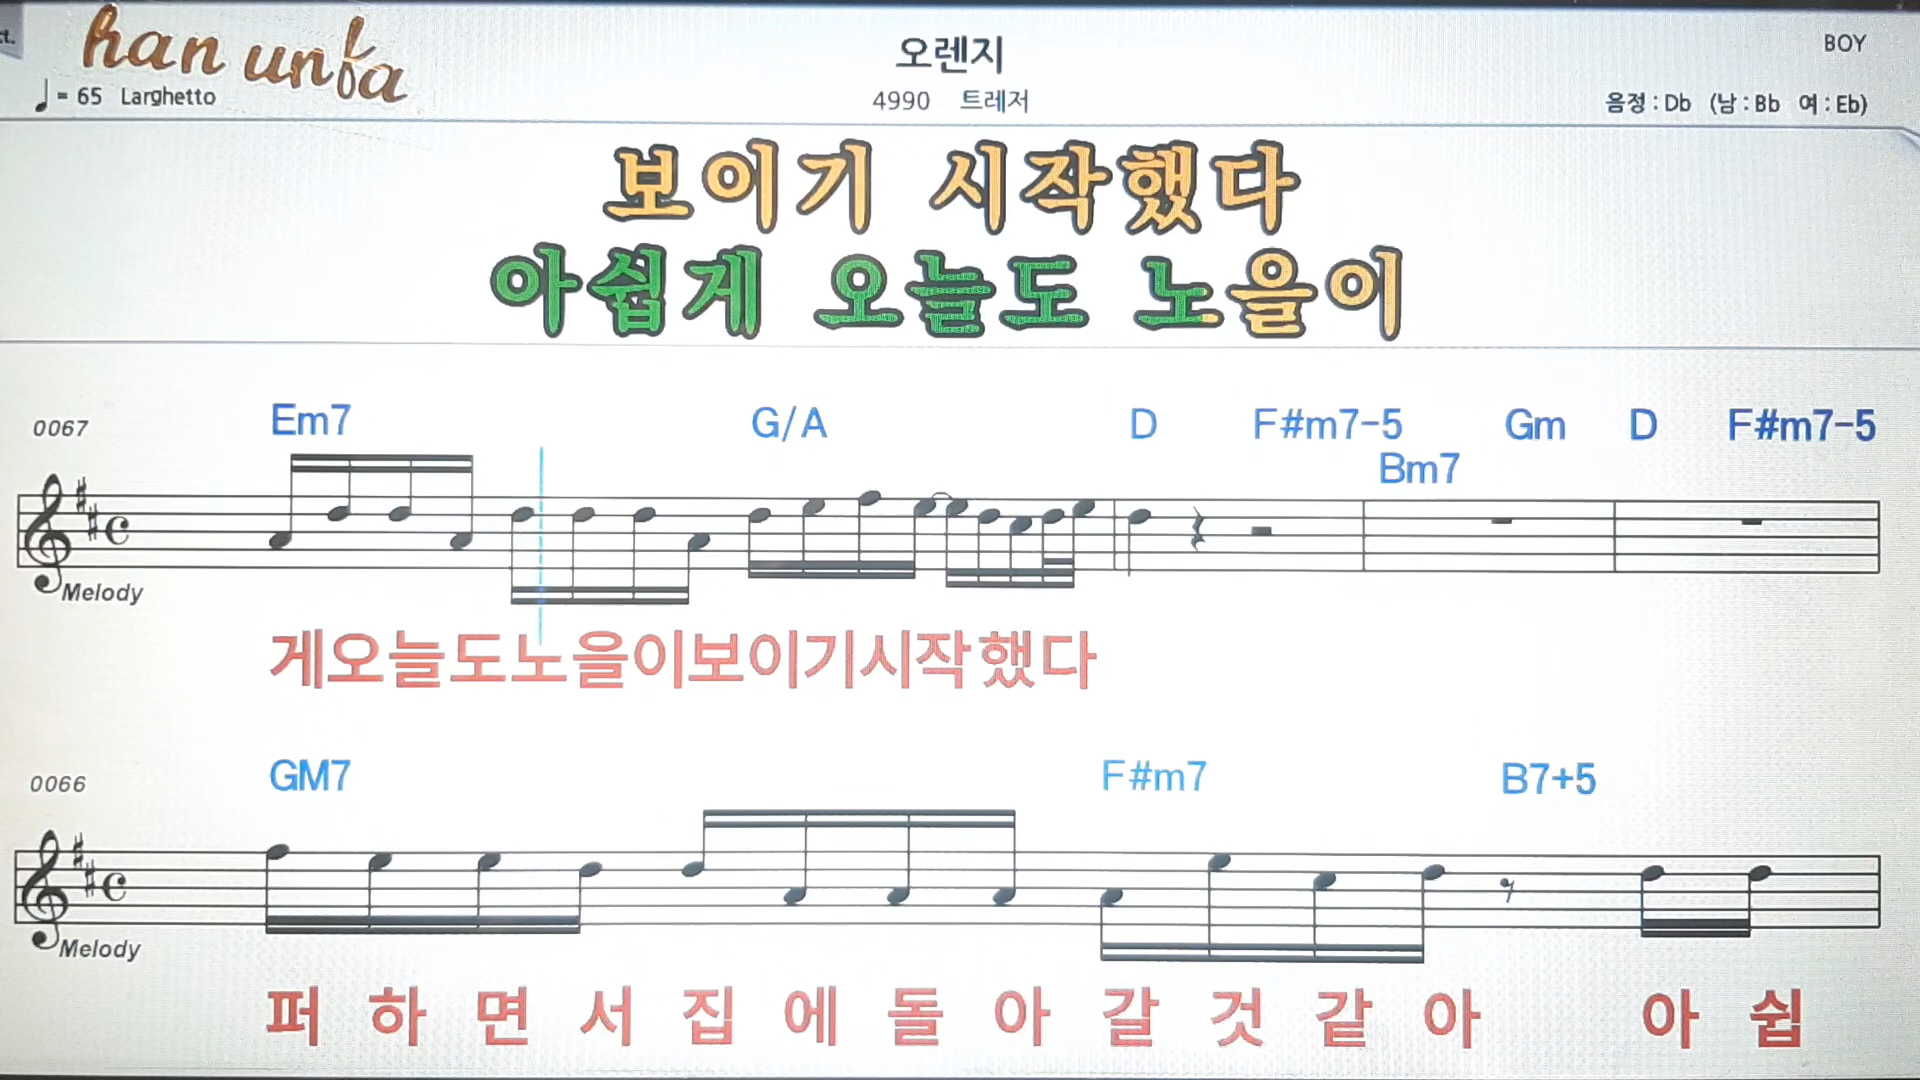 ct.
han unfa
오렌지
BOY
♩= 65 Larghetto
4990 트레저
음정 : Db (남 : Bb 여 : Eb)
보이기 시작했다
아쉽게 오늘도 노을이
0067
Em7 G/A D F#m7-5 Gm D F#m7-5
Bm7
Melody
게오늘도노을이보이기시작했다
0066
GM7 F#m7 B7+5
Melody
퍼 하 면 서 집 에 돌 아 갈 것 같 아 아 쉽